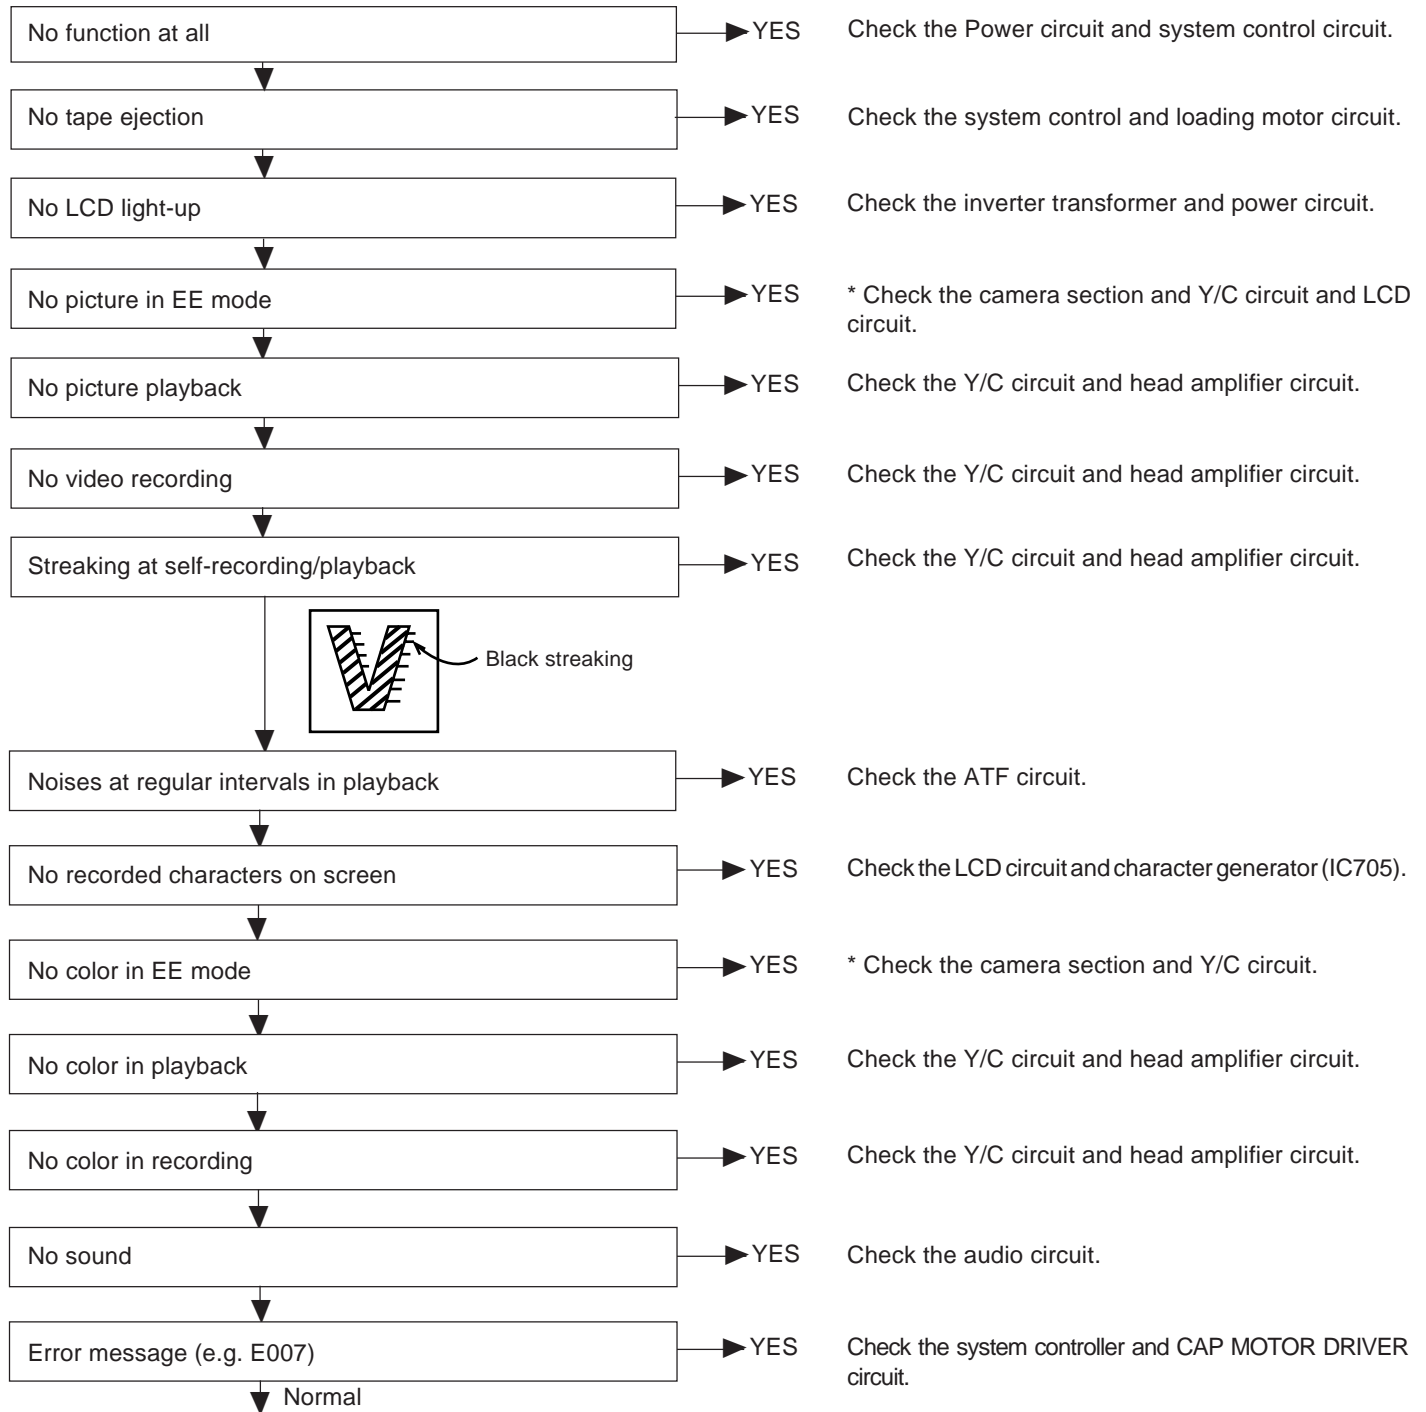 No function at all
YES
Check the Power circuit and system control circuit.
No tape ejection
YES
Check the system control and loading motor circuit.
No LCD light-up
YES
Check the inverter transformer and power circuit.
No picture in EE mode
YES
* Check the camera section and Y/C circuit and LCD
circuit.
No picture playback
YES
Check the Y/C circuit and head amplifier circuit.
No video recording
YES
Check the Y/C circuit and head amplifier circuit.
Streaking at self-recording/playback
YES
Check the Y/C circuit and head amplifier circuit.
V
Black streaking
Noises at regular intervals in playback
YES
Check the ATF circuit.
No recorded characters on screen
YES
Check the LCD circuit and character generator (IC705).
No color in EE mode
YES
* Check the camera section and Y/C circuit.
No color in playback
YES
Check the Y/C circuit and head amplifier circuit.
No color in recording
YES
Check the Y/C circuit and head amplifier circuit.
No sound
YES
Check the audio circuit.
Error message (e.g. E007)
YES
Check the system controller and CAP MOTOR DRIVER
circuit.
Normal